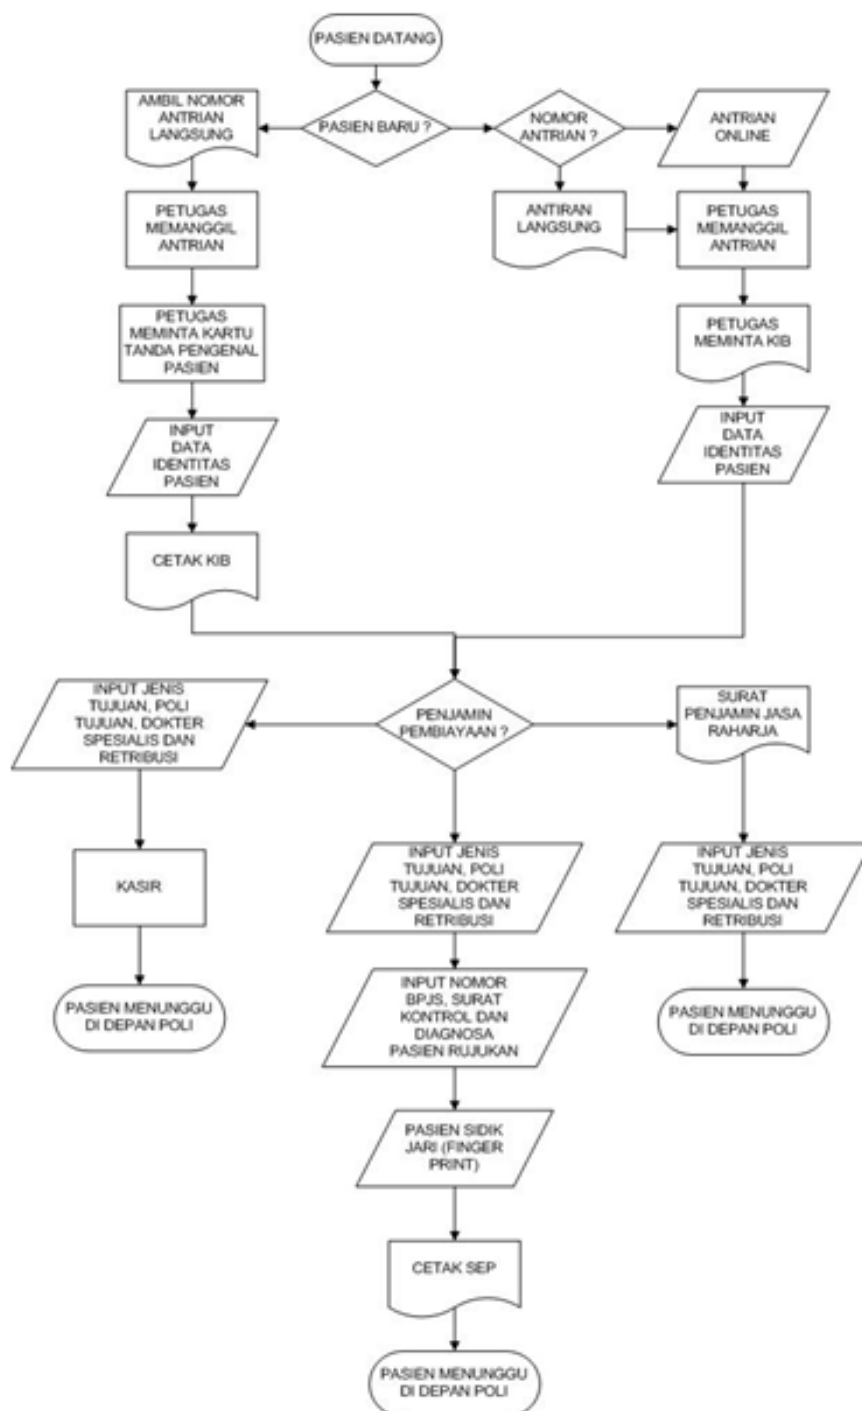 PASIEN DATANG
AMBIL NOMOR
ANTRIAN
LANGSUNG
PASIEN BARU ?
NOMOR
ANTRIAN ?
ANTRIAN
ONLINE
PETUGAS
MEMANGGIL
ANTRIAN
ANTIRAN
LANGSUNG
PETUGAS
MEMANGGIL
ANTRIAN
PETUGAS
MEMINTA KARTU
TANDA PENGENAL
PASIEN
PETUGAS
MEMINTA KIB
INPUT
DATA
IDENTITAS
PASIEN
INPUT
DATA
IDENTITAS
PASIEN
CETAK KIB
INPUT JENIS
TUJUAN, POLI
TUJUAN, DOKTER
SPESIALIS DAN
RETRIBUSI
PENJAMIN
PEMBIAYAAN ?
SURAT
PENJAMIN JASA
RAHARJA
KASIR
INPUT JENIS
TUJUAN, POLI
TUJUAN, DOKTER
SPESIALIS DAN
RETRIBUSI
INPUT JENIS
TUJUAN, POLI
TUJUAN, DOKTER
SPESIALIS DAN
RETRIBUSI
PASIEN MENUNGGU
DI DEPAN POLI
INPUT NOMOR
BPJS, SURAT
KONTROL DAN
DIAGNOSA
PASIEN RUJUKAN
PASIEN MENUNGGU
DI DEPAN POLI
PASIEN SIDIK
JARI (FINGER
PRINT)
CETAK SEP
PASIEN MENUNGGU
DI DEPAN POLI